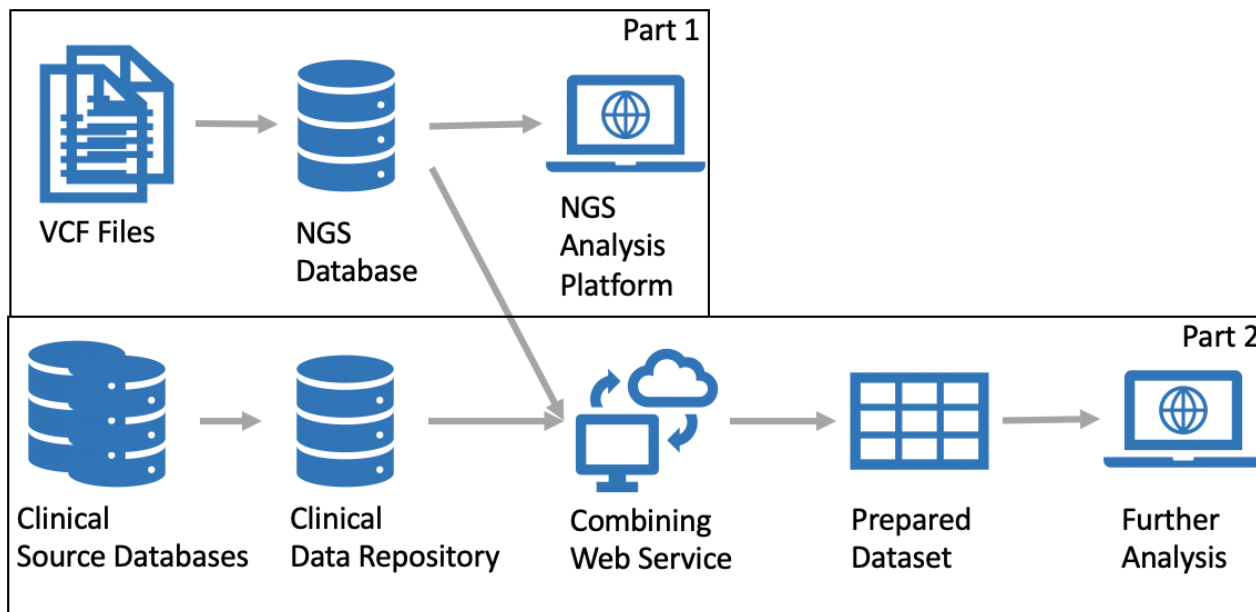 Part 1
VCF Files
NGS
Database
NGS
Analysis
Platform
Part 2
Clinical
Source Databases
Clinical
Data Repository
Combining
Web Service
Prepared
Dataset
Further
Analysis